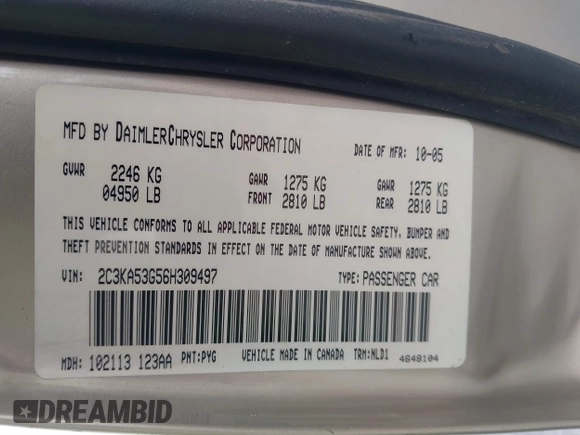 MFD BY DAIMLERCHRYSLER CORPORATION DATE OF MFR: 10-05
GVWR 2246 KG GAWR 1275 KG GAWR 1275 KG
04950 LB FRONT 2810 LB REAR 2810 LB
THIS VEHICLE CONFORMS TO ALL APPLICABLE FEDERAL MOTOR VEHICLE SAFETY, BUMPER AND
THEFT PREVENTION STANDARDS IN EFFECT ON THE DATE OF MANUFACTURE SHOWN ABOVE.
VIN: 2C3KA53G56H309497 TYPE: PASSENGER CAR
MDH: 102113 123AA PNT: PYG VEHICLE MADE IN CANADA TRM: NLD1 4648104
DREAMBID